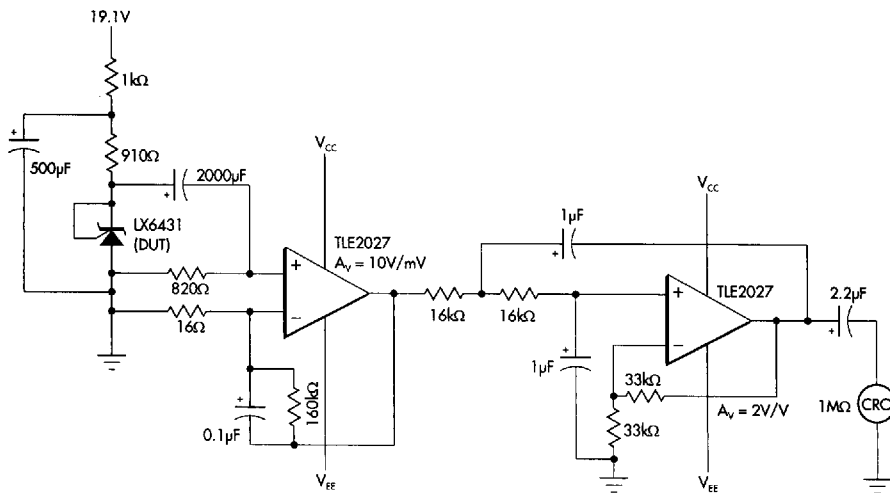 19.1V
1kΩ
+
500µF
910Ω
2000µF
+
LX6431
(DUT)
820Ω
16Ω
VCC
+
−
TLE2027
AV = 10V/mV
+
0.1µF
160kΩ
VEE
16kΩ
16kΩ
1µF
+
+
1µF
VCC
+
−
TLE2027
33kΩ
33kΩ
AV = 2V/V
VEE
2.2µF
+
1MΩ
CRO